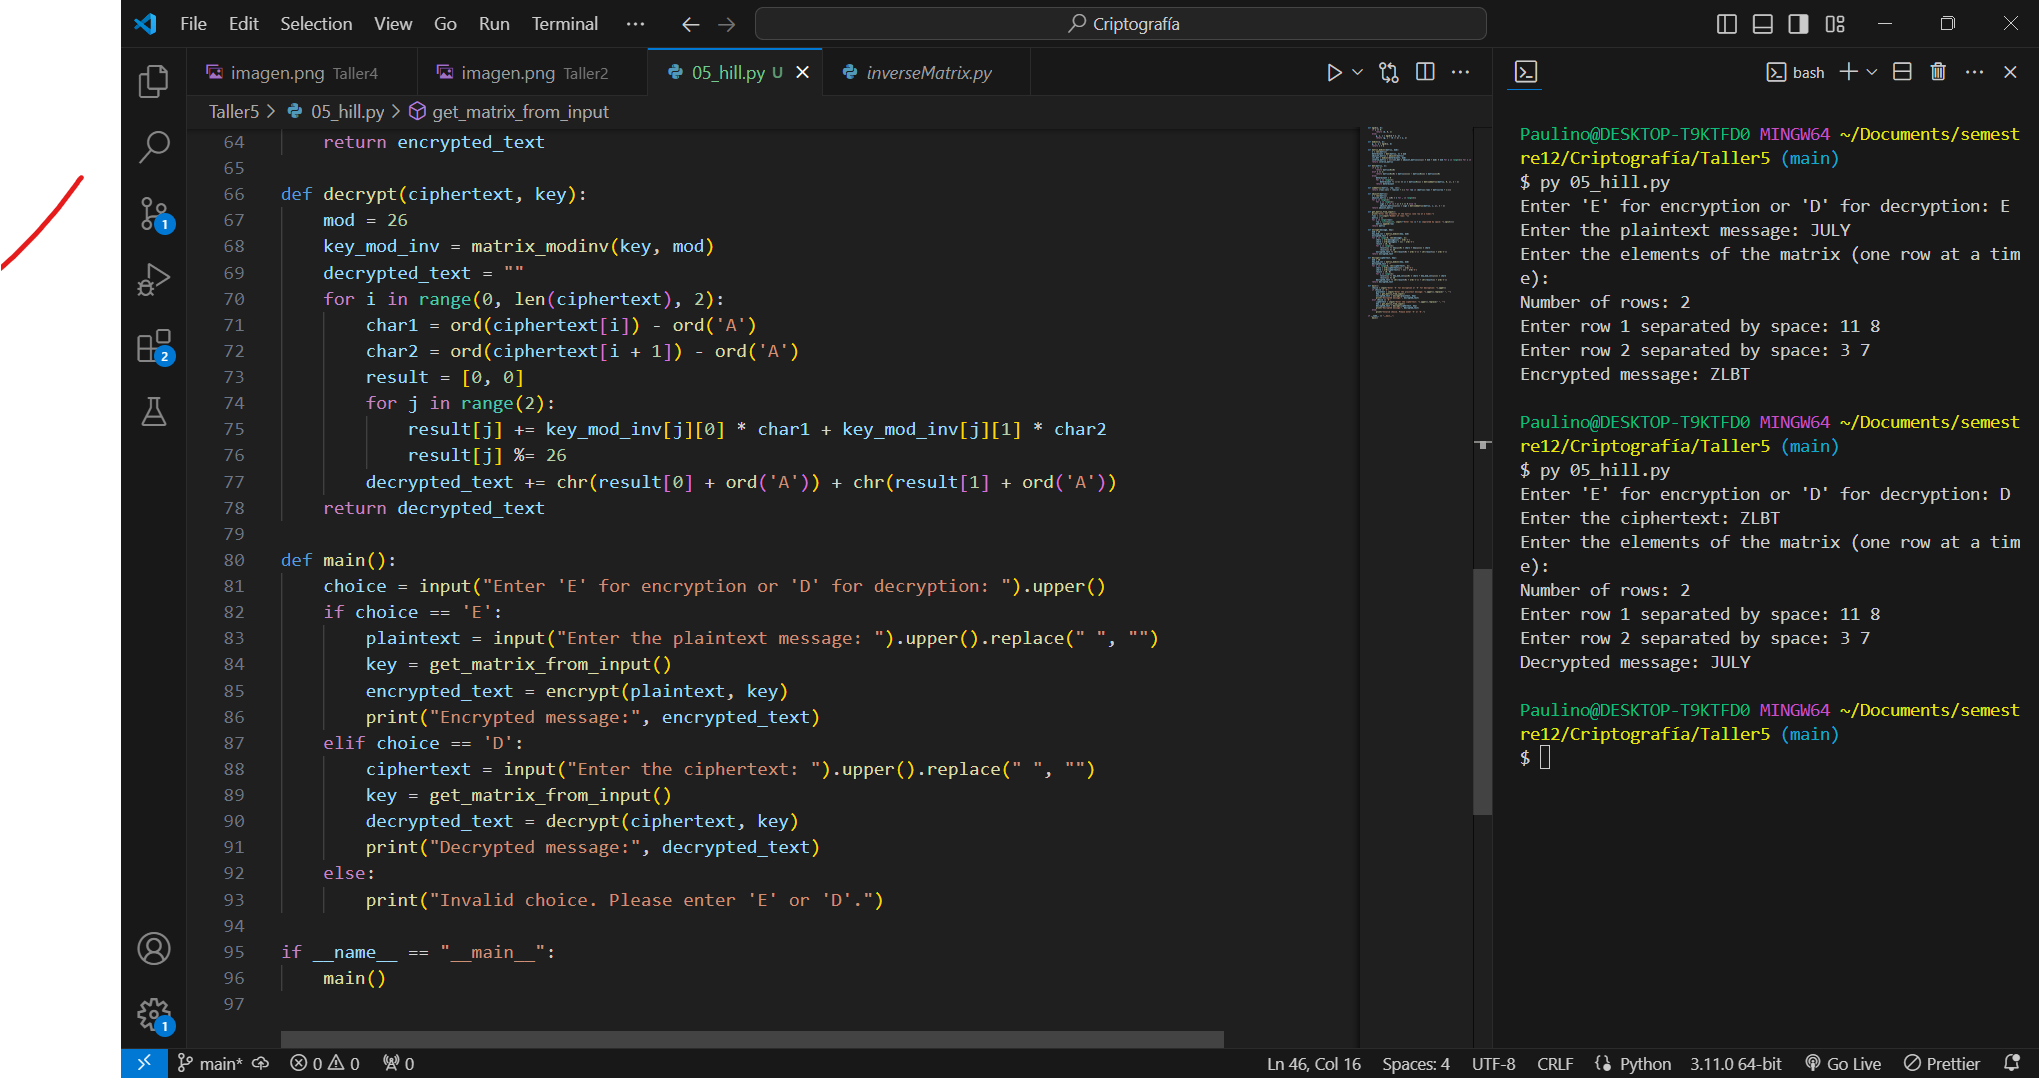 File Edit Selection View Go Run Terminal ··· Criptografía
imagen.png Taller4 imagen.png Taller2 05_hill.py U inverseMatrix.py
Taller5 > 05_hill.py > get_matrix_from_input
64 return encrypted_text
65
66 def decrypt(ciphertext, key):
67 mod = 26
68 key_mod_inv = matrix_modinv(key, mod)
69 decrypted_text = ""
70 for i in range(0, len(ciphertext), 2):
71 char1 = ord(ciphertext[i]) - ord('A')
72 char2 = ord(ciphertext[i + 1]) - ord('A')
73 result = [0, 0]
74 for j in range(2):
75 result[j] += key_mod_inv[j][0] * char1 + key_mod_inv[j][1] * char2
76 result[j] %= 26
77 decrypted_text += chr(result[0] + ord('A')) + chr(result[1] + ord('A'))
78 return decrypted_text
79
80 def main():
81 choice = input("Enter 'E' for encryption or 'D' for decryption: ").upper()
82 if choice == 'E':
83 plaintext = input("Enter the plaintext message: ").upper().replace(" ", "")
84 key = get_matrix_from_input()
85 encrypted_text = encrypt(plaintext, key)
86 print("Encrypted message:", encrypted_text)
87 elif choice == 'D':
88 ciphertext = input("Enter the ciphertext: ").upper().replace(" ", "")
89 key = get_matrix_from_input()
90 decrypted_text = decrypt(ciphertext, key)
91 print("Decrypted message:", decrypted_text)
92 else:
93 print("Invalid choice. Please enter 'E' or 'D'.")
94
95 if __name__ == "__main__":
96 main()
97
bash
Paulino@DESKTOP-T9KTFD0 MINGW64 ~/Documents/semest
re12/Criptografía/Taller5 (main)
$ py 05_hill.py
Enter 'E' for encryption or 'D' for decryption: E
Enter the plaintext message: JULY
Enter the elements of the matrix (one row at a tim
e):
Number of rows: 2
Enter row 1 separated by space: 11 8
Enter row 2 separated by space: 3 7
Encrypted message: ZLBT
Paulino@DESKTOP-T9KTFD0 MINGW64 ~/Documents/semest
re12/Criptografía/Taller5 (main)
$ py 05_hill.py
Enter 'E' for encryption or 'D' for decryption: D
Enter the ciphertext: ZLBT
Enter the elements of the matrix (one row at a tim
e):
Number of rows: 2
Enter row 1 separated by space: 11 8
Enter row 2 separated by space: 3 7
Decrypted message: JULY
Paulino@DESKTOP-T9KTFD0 MINGW64 ~/Documents/semest
re12/Criptografía/Taller5 (main)
$
1
2
1
main* 0 0 0 Ln 46, Col 16 Spaces: 4 UTF-8 CRLF Python 3.11.0 64-bit Go Live Prettier